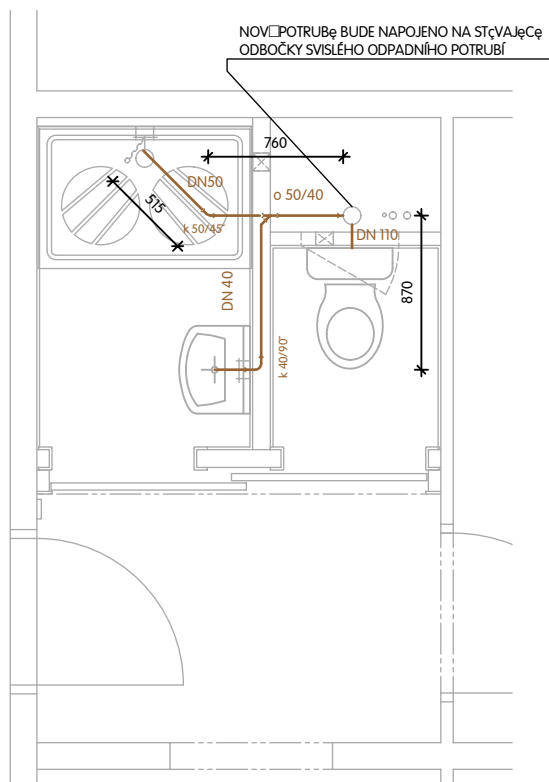 NOV□POTRUBę BUDE NAPOJENO NA STçVAJęCę
ODBOČKY SVISLÉHO ODPADNÍHO POTRUBÍ
760
DN50
o 50/40
515
k 50/45˘
DN 110
DN 40
870
k 40/90˘